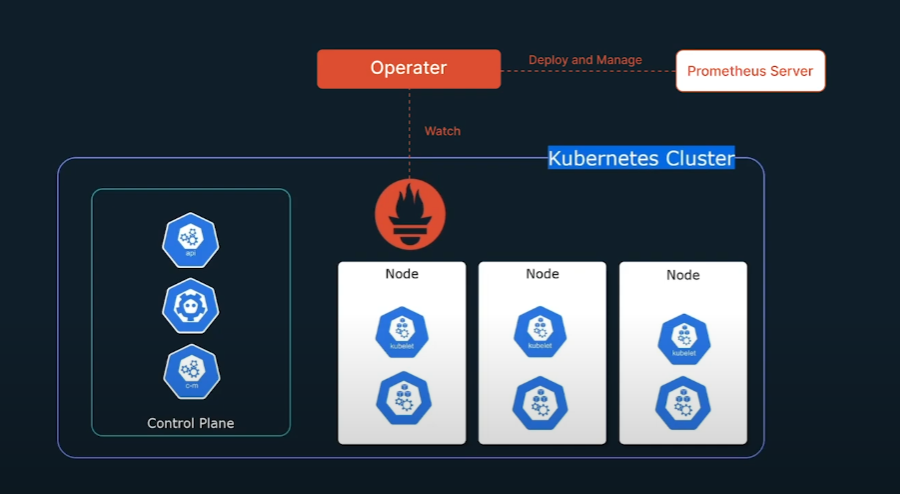 Operater
Deploy and Manage
Prometheus Server
Watch
Kubernetes Cluster
api
c-m
Control Plane
Node
kubelet
Node
kubelet
Node
kubelet